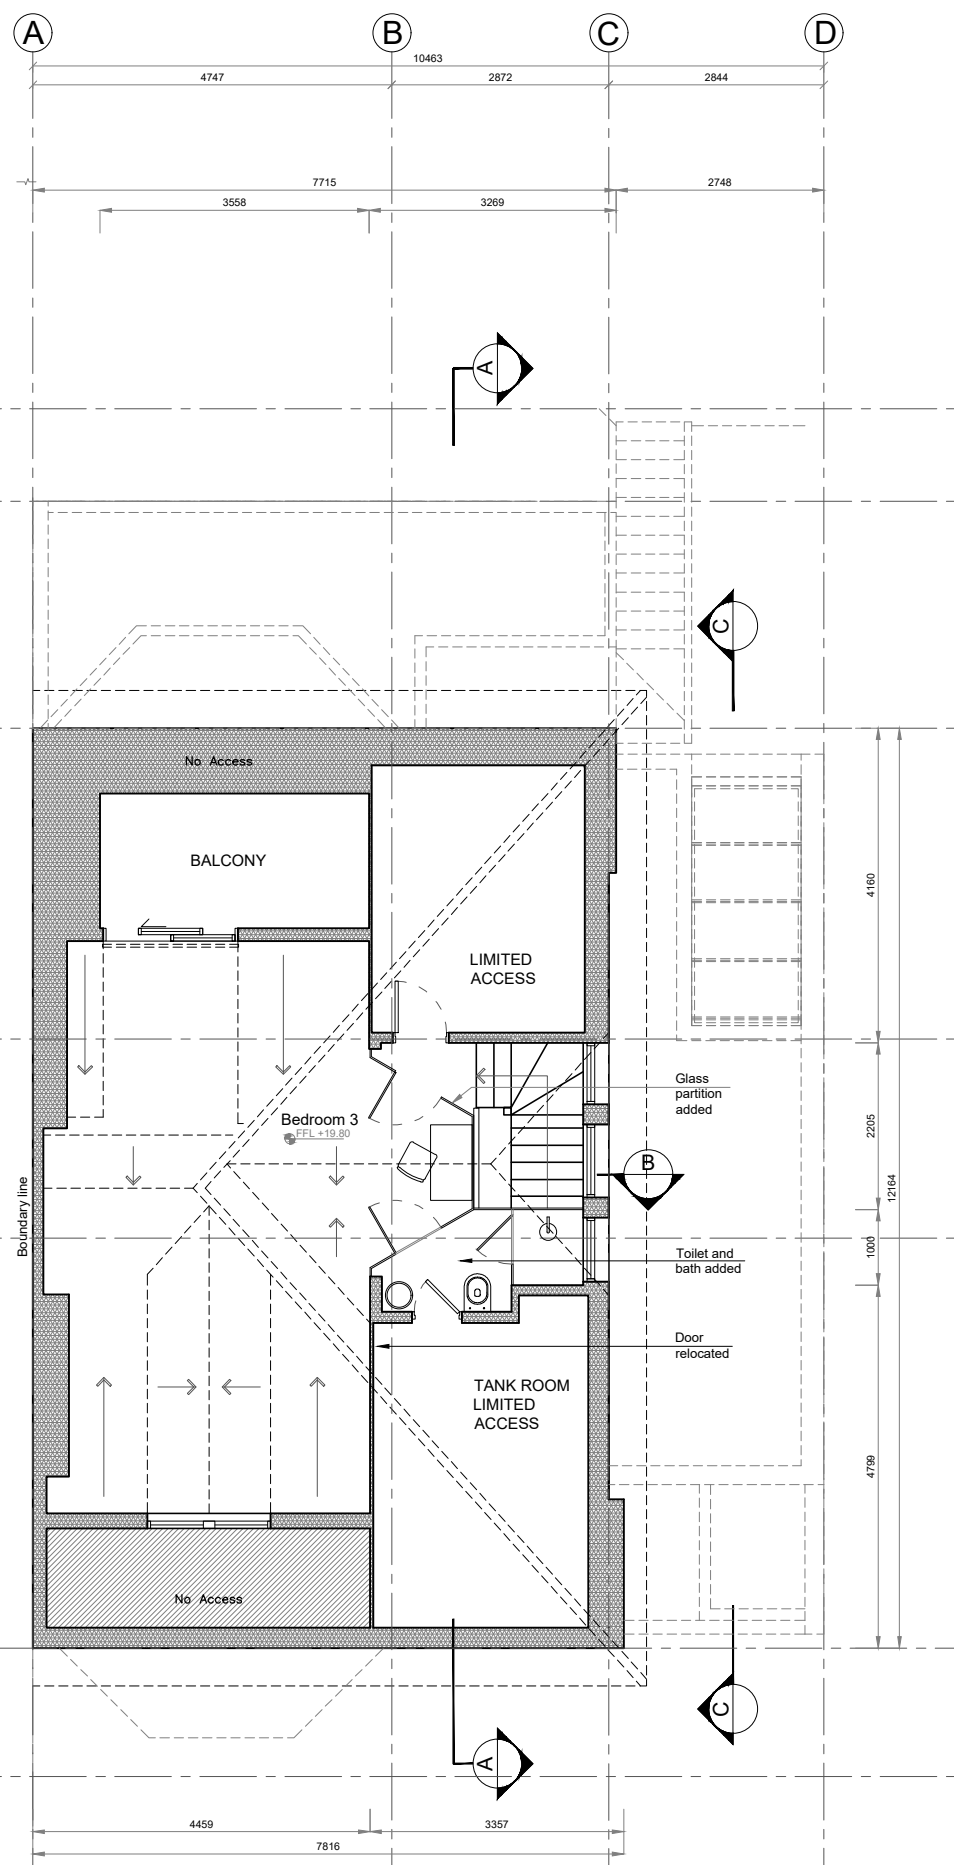 A
B
C
D
10463
4747
2872
2844
7715
2748
3558
3269
A
C
No Access
BALCONY
4160
LIMITED
ACCESS
Glass
partition
added
Bedroom 3
FFL +19.80
2205
B
12164
Boundary line
1000
Toilet and
bath added
Door
relocated
TANK ROOM
LIMITED
ACCESS
4799
No Access
C
A
4459
3357
7816